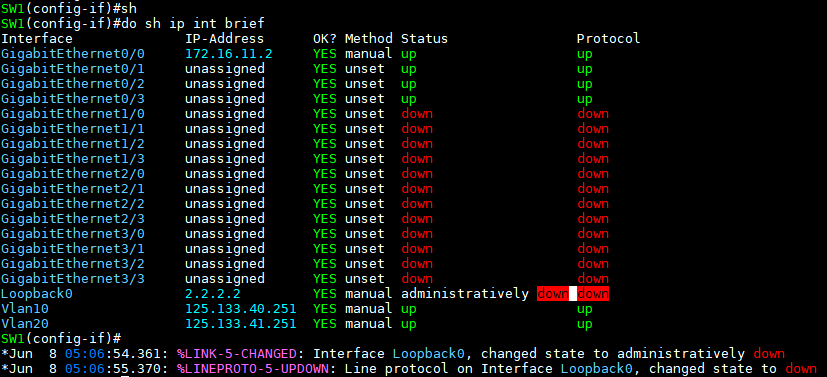 SW1(config-if)#sh
SW1(config-if)#do sh ip int brief
Interface IP-Address OK? Method Status Protocol
GigabitEthernet0/0 172.16.11.2 YES manual up up
GigabitEthernet0/1 unassigned YES unset up up
GigabitEthernet0/2 unassigned YES unset up up
GigabitEthernet0/3 unassigned YES unset up up
GigabitEthernet1/0 unassigned YES unset down down
GigabitEthernet1/1 unassigned YES unset down down
GigabitEthernet1/2 unassigned YES unset down down
GigabitEthernet1/3 unassigned YES unset down down
GigabitEthernet2/0 unassigned YES unset down down
GigabitEthernet2/1 unassigned YES unset down down
GigabitEthernet2/2 unassigned YES unset down down
GigabitEthernet2/3 unassigned YES unset down down
GigabitEthernet3/0 unassigned YES unset down down
GigabitEthernet3/1 unassigned YES unset down down
GigabitEthernet3/2 unassigned YES unset down down
GigabitEthernet3/3 unassigned YES unset down down
Loopback0 2.2.2.2 YES manual administratively down down
Vlan10 125.133.40.251 YES manual up up
Vlan20 125.133.41.251 YES manual up up
SW1(config-if)#
*Jun  8 05:06:54.361: %LINK-5-CHANGED: Interface Loopback0, changed state to administratively down
*Jun  8 05:06:55.370: %LINEPROTO-5-UPDOWN: Line protocol on Interface Loopback0, changed state to down